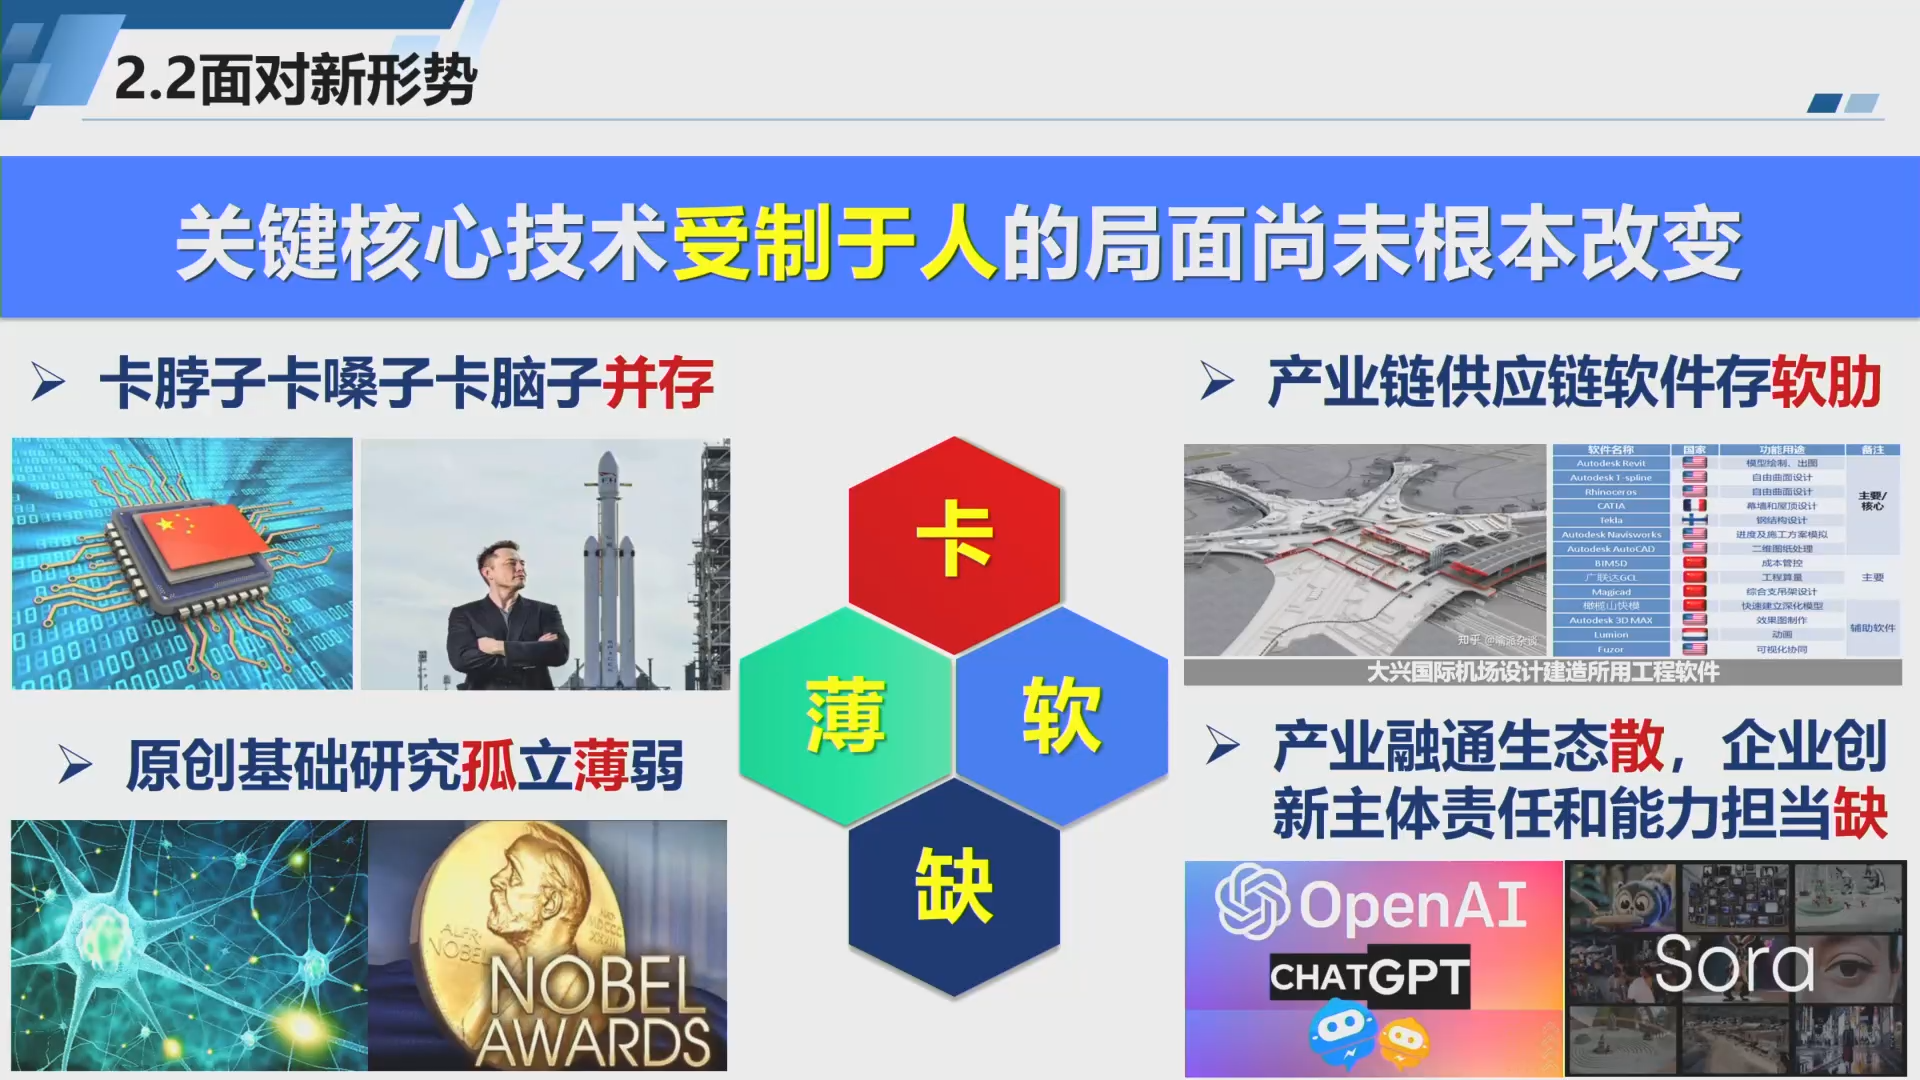 2.2面对新形势
关键核心技术受制于人的局面尚未根本改变
卡脖子卡嗓子卡脑子并存
产业链供应链软件存软肋
软件名称 国家 功能用途 备注
Autodesk Revit 模型绘制、出图
Autodesk T-spline 自由曲面设计
Rhinoceros 自由曲面设计
主要/
核心
CATIA 幕墙和屋顶设计
Tekla 钢结构设计
Autodesk Navisworks 进度及施工方案模拟
Autodesk AutoCAD 二维图纸处理
BIM5D 成本管控
广联达GCL 工程算量 主要
Magicad 综合支吊架设计
橄榄山快模 快速建立深化模型
Autodesk 3D MAX 效果图制作
Lumion 动画 辅助软件
Fuzor 可视化协同
大兴国际机场设计建造所用工程软件
卡
薄
软
缺
原创基础研究孤立薄弱
NOBEL
AWARDS
产业融通生态散，企业创
新主体责任和能力担当缺
OpenAI
CHATGPT
Sora